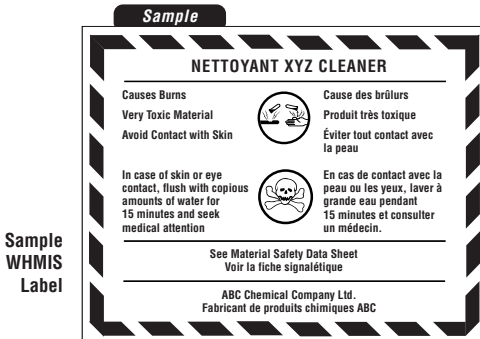 Sample
NETTOYANT XYZ CLEANER
Causes Burns
Very Toxic Material
Avoid Contact with Skin
Cause des brûlurs
Produit très toxique
Éviter tout contact avec
la peau
In case of skin or eye
contact, flush with copious
amounts of water for
15 minutes and seek
medical attention
En cas de contact avec la
peau ou les yeux, laver à
grande eau pendant
15 minutes et consulter
un médecin.
Sample
WHMIS
Label
See Material Safety Data Sheet
Voir la fiche signalétique
ABC Chemical Company Ltd.
Fabricant de produits chimiques ABC